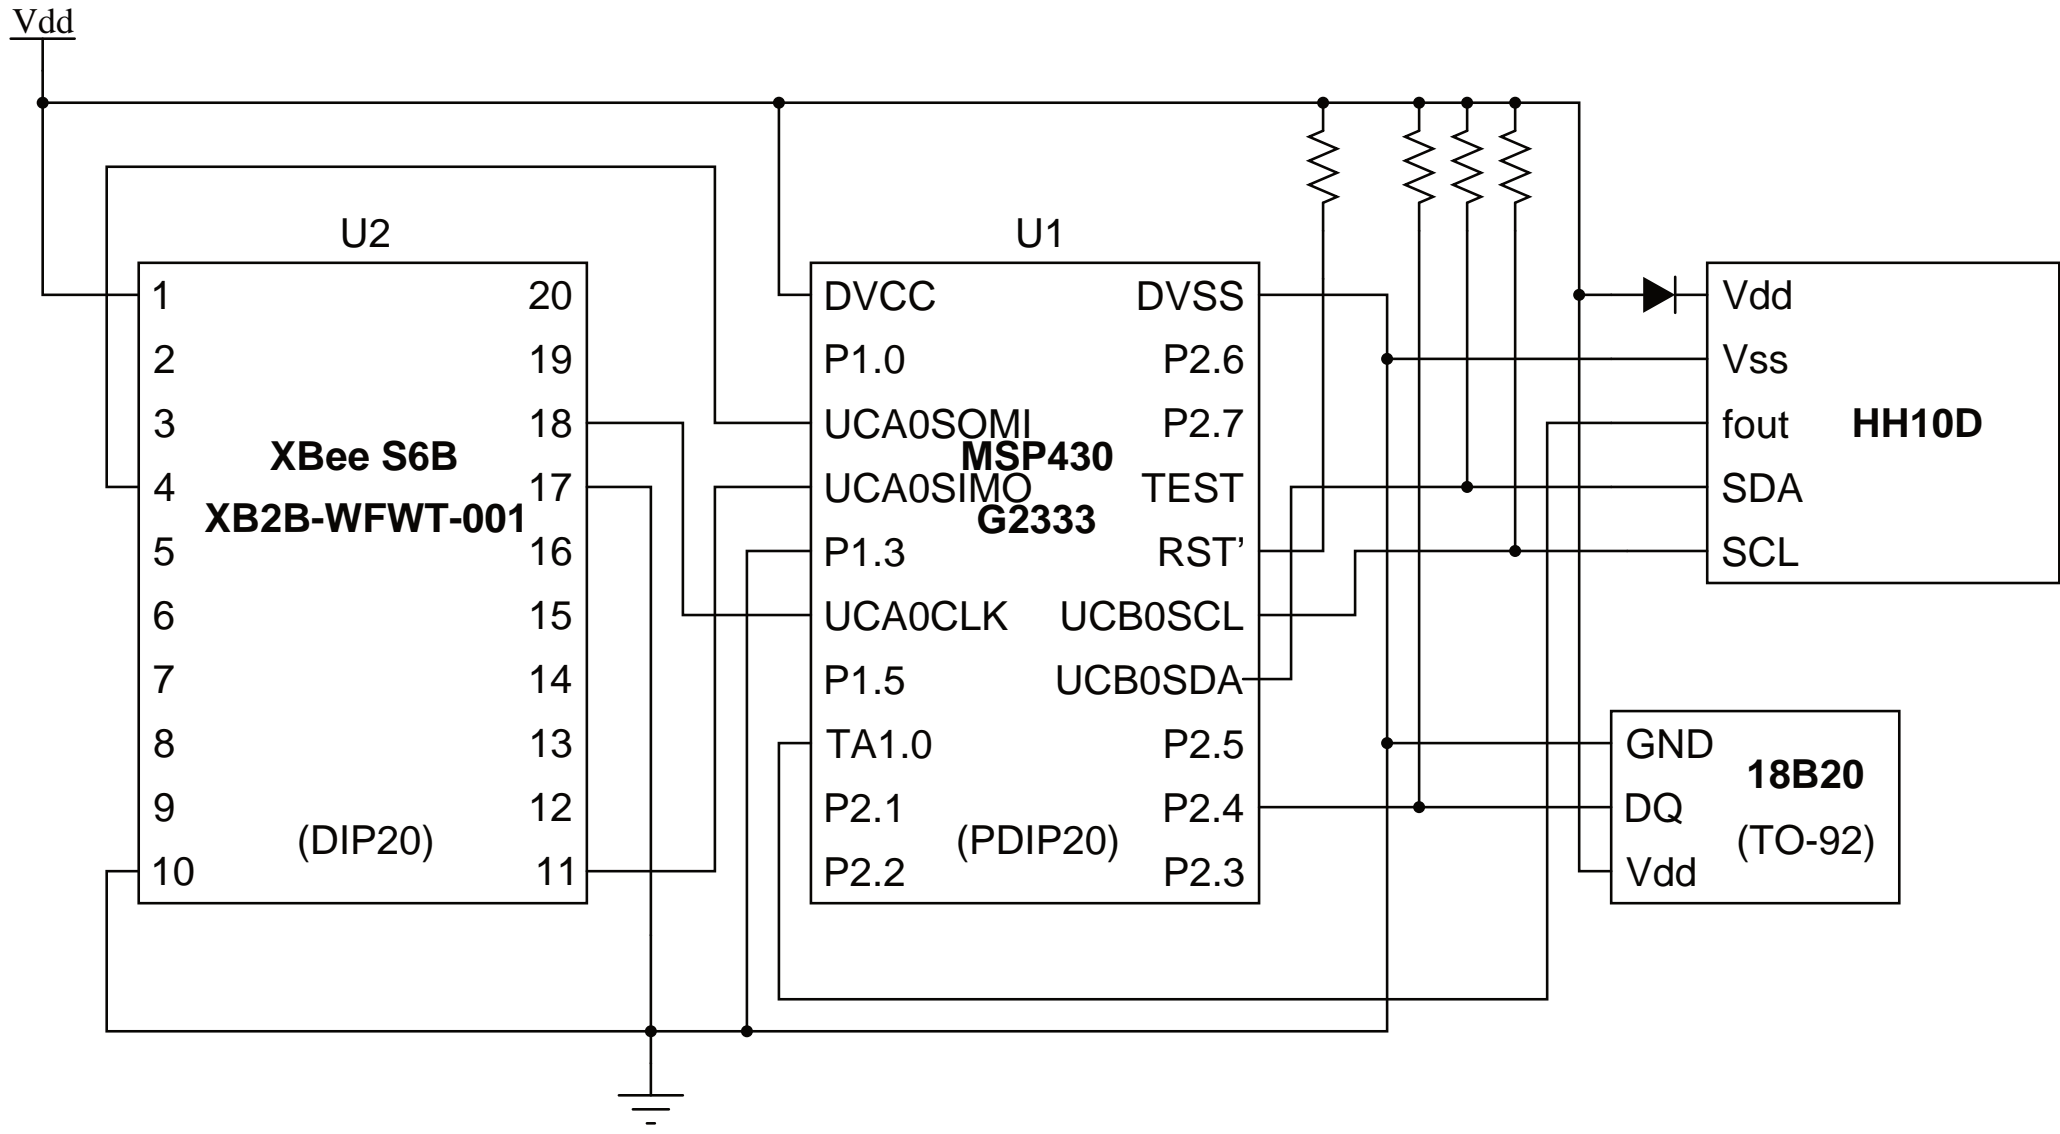 Vdd
U2
1 20
2 19
3 18
XBee S6B
4 17
XB2B-WFWT-001
5 16
6 15
7 14
8 13
9 12
(DIP20)
10 11
U1
DVCC DVSS
P1.0 P2.6
UCA0SOMI P2.7
MSP430
UCA0SIMO TEST
G2333
P1.3 RST’
UCA0CLK UCB0SCL
P1.5 UCB0SDA
TA1.0 P2.5
P2.1 P2.4
(PDIP20)
P2.2 P2.3
Vdd
Vss
fout HH10D
SDA
SCL
GND
18B20
DQ
(TO-92)
Vdd